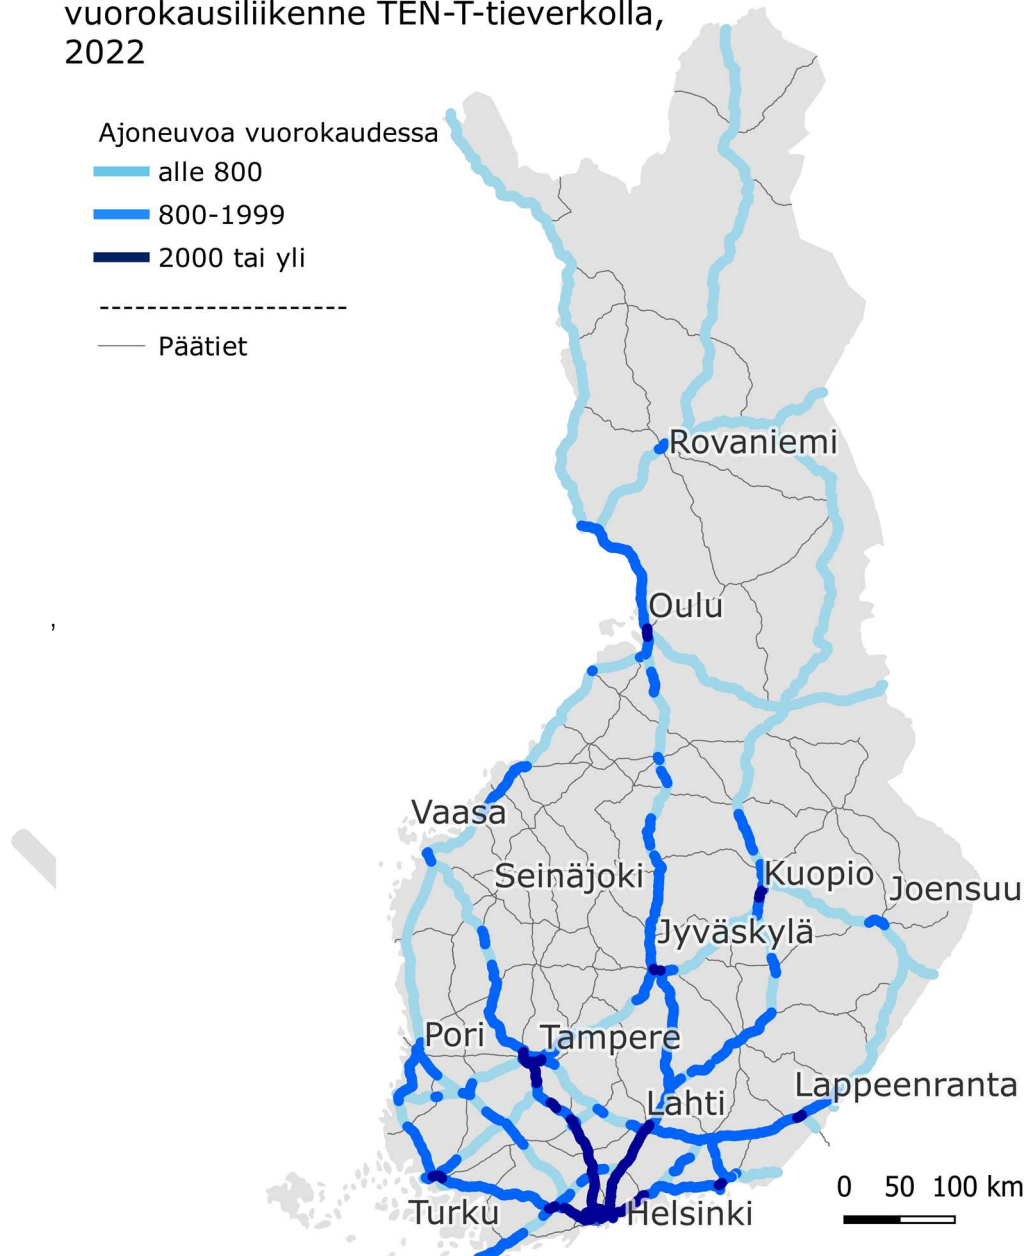 vuorokausiliikenne TEN-T-tieverkolla,
2022
Ajoneuvoa vuorokaudessa
alle 800
800-1999
2000 tai yli
---------------------
Päätiet
Rovaniemi
Oulu
,
Vaasa
Seinäjoki
Kuopio
Joensuu
Jyväskylä
Pori
Tampere
Lappeenranta
Lahti
0 50 100 km
Turku
Helsinki